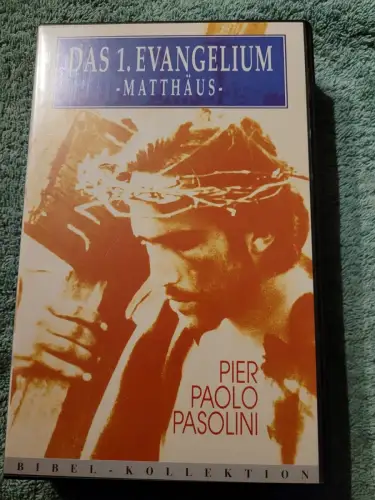 DAS 1. EVANGELIUM
-MATTHÄUS-
PIER
PAOLO
PASOLINI
BIBEL-KOLLEKTION